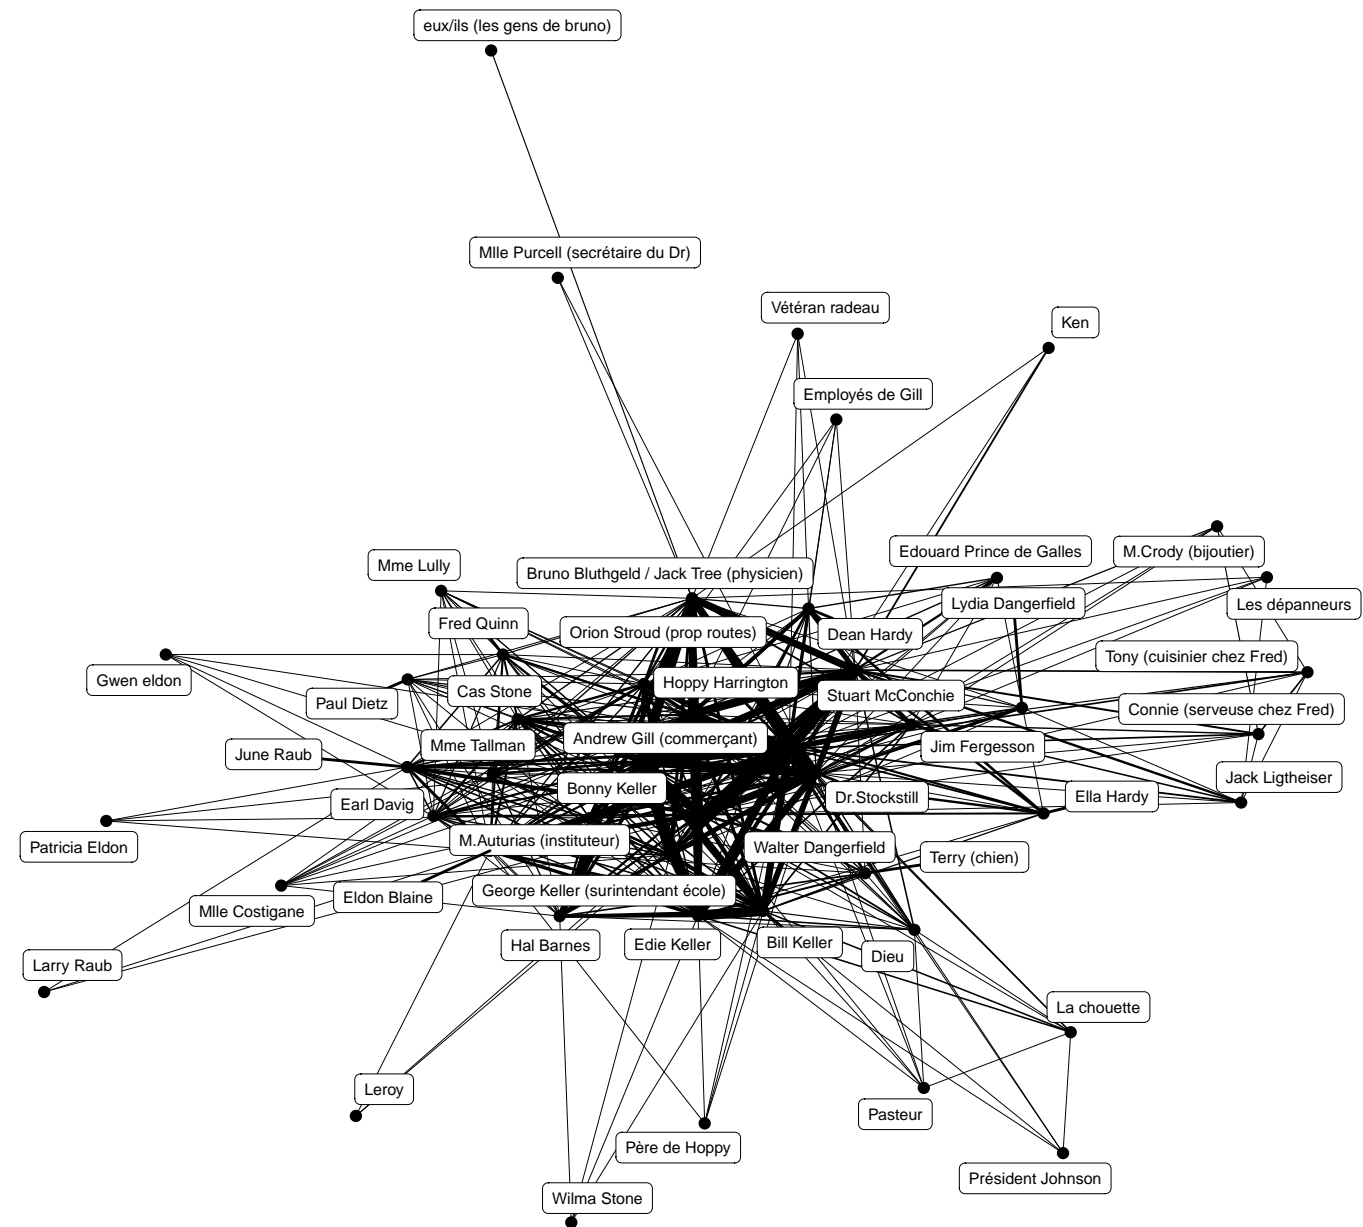 eux/ils (les gens de bruno)
Mlle Purcell (secrétaire du Dr)
Vétéran radeau
Ken
Employés de Gill
Edouard Prince de Galles
M.Crody (bijoutier)
Mme Lully
Bruno Bluthgeld / Jack Tree (physicien)
Lydia Dangerfield
Les dépanneurs
Fred Quinn
Orion Stroud (prop routes)
Dean Hardy
Tony (cuisinier chez Fred)
Gwen eldon
Paul Dietz
Cas Stone
Hoppy Harrington
Stuart McConchie
Connie (serveuse chez Fred)
June Raub
Mme Tallman
Andrew Gill (commerçant)
Jim Fergesson
Jack Ligtheiser
Earl Davig
Bonny Keller
Dr.Stockstill
Ella Hardy
Patricia Eldon
M.Auturias (instituteur)
Walter Dangerfield
Terry (chien)
Mlle Costigane
Eldon Blaine
George Keller (surintendant école)
Larry Raub
Hal Barnes
Edie Keller
Bill Keller
Dieu
La chouette
Leroy
Pasteur
Père de Hoppy
Président Johnson
Wilma Stone